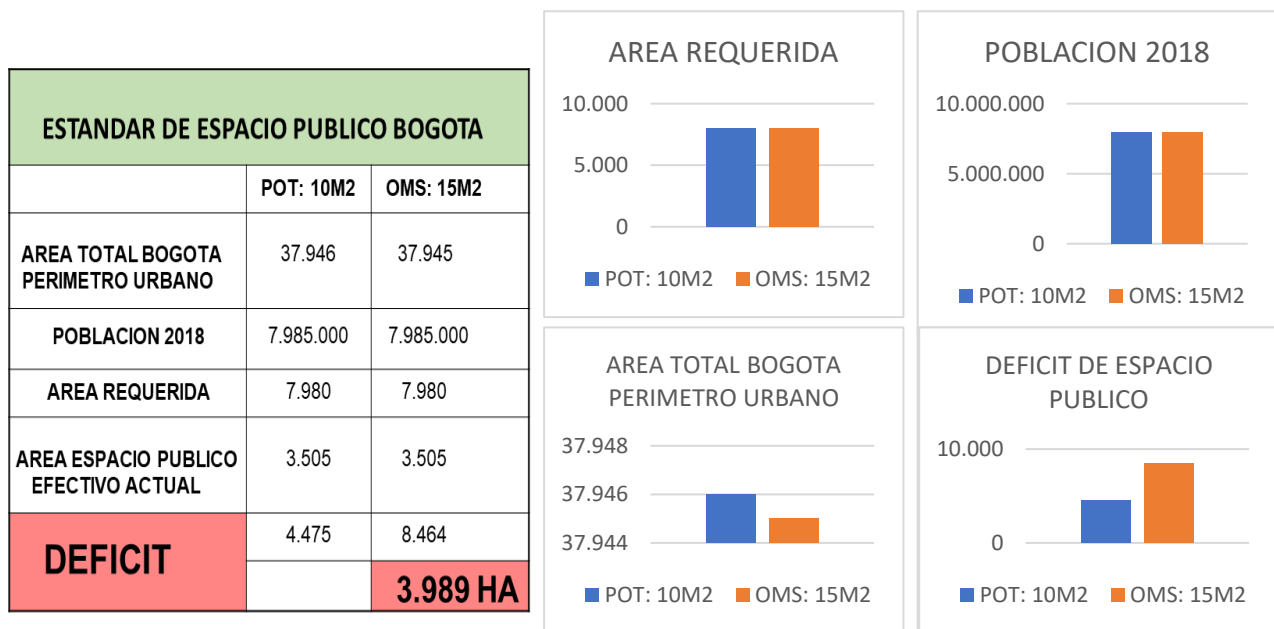 ESTANDAR DE ESPACIO PUBLICO BOGOTA
POT: 10M2 OMS: 15M2
AREA TOTAL BOGOTA
PERIMETRO URBANO
37.946 37.945
POBLACION 2018 7.985.000 7.985.000
AREA REQUERIDA 7.980 7.980
AREA ESPACIO PUBLICO
EFECTIVO ACTUAL
3.505 3.505
DEFICIT
4.475 8.464
3.989 HA
AREA REQUERIDA
10.000
5.000
0
POT: 10M2 OMS: 15M2
POBLACION 2018
10.000.000
5.000.000
0
POT: 10M2 OMS: 15M2
AREA TOTAL BOGOTA
PERIMETRO URBANO
37.948
37.946
37.944
POT: 10M2 OMS: 15M2
DEFICIT DE ESPACIO
PUBLICO
10.000
0
POT: 10M2 OMS: 15M2